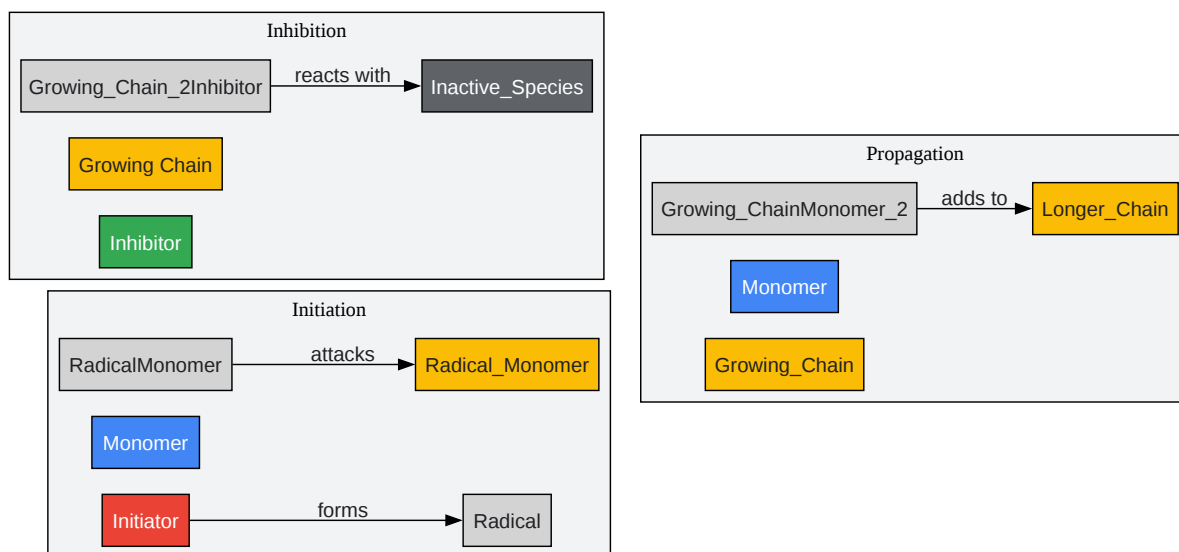 Inhibition
Growing_Chain_2Inhibitor
reacts with
Inactive_Species
Growing Chain
Inhibitor
Propagation
Growing_ChainMonomer_2
adds to
Longer_Chain
Monomer
Growing_Chain
Initiation
RadicalMonomer
attacks
Radical_Monomer
Monomer
Initiator
forms
Radical